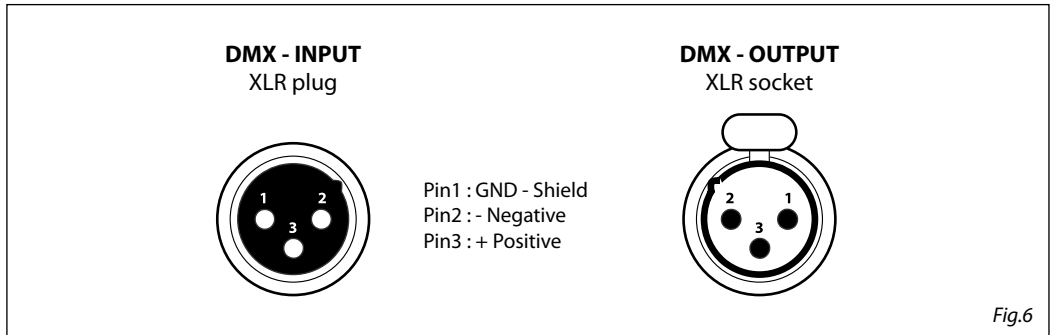 DMX - INPUT
XLR plug
DMX - OUTPUT
XLR socket
1 2
3
Pin1 : GND - Shield
Pin2 : - Negative
Pin3 : + Positive
2 1
3
Fig.6